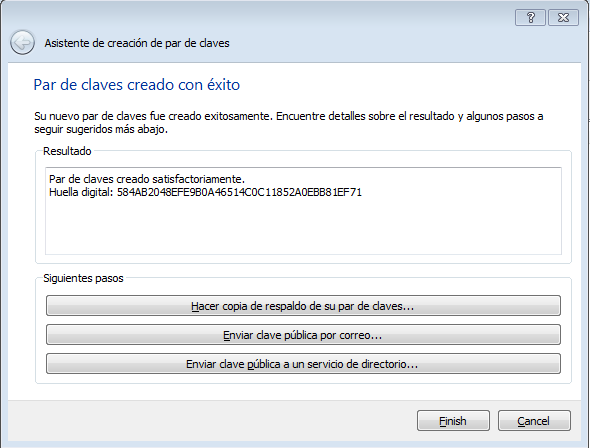 Asistente de creación de par de claves
Par de claves creado con éxito
Su nuevo par de claves fue creado exitosamente. Encuentre detalles sobre el resultado y algunos pasos a
seguir sugeridos más abajo.
Resultado
Par de claves creado satisfactoriamente.
Huella digital: 584AB2048EFE9B0A46514C0C11852A0EBB81EF71
Siguientes pasos
Hacer copia de respaldo de su par de claves...
Enviar clave pública por correo...
Enviar clave pública a un servicio de directorio...
Finish
Cancel